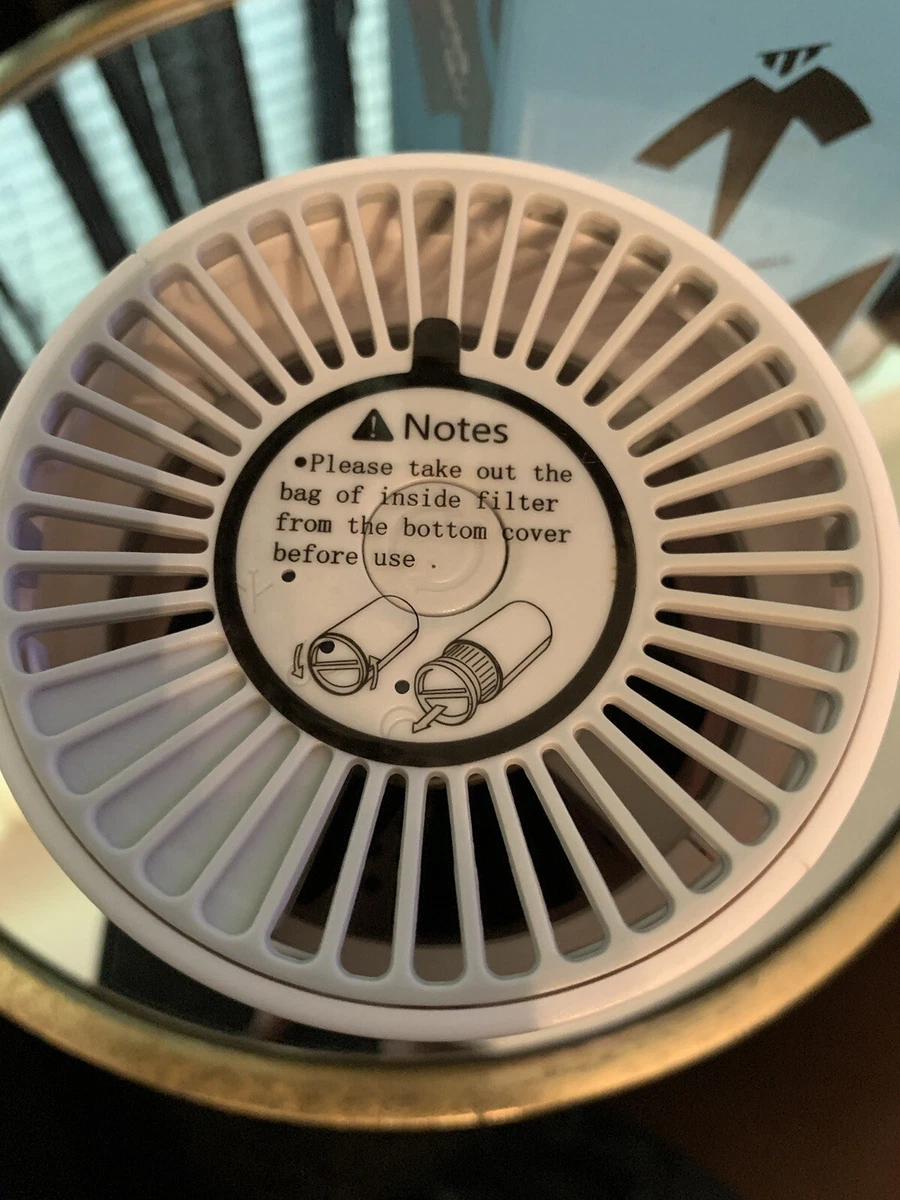 Notes
•Please take out the
bag of inside filter
from the bottom cover
before use .